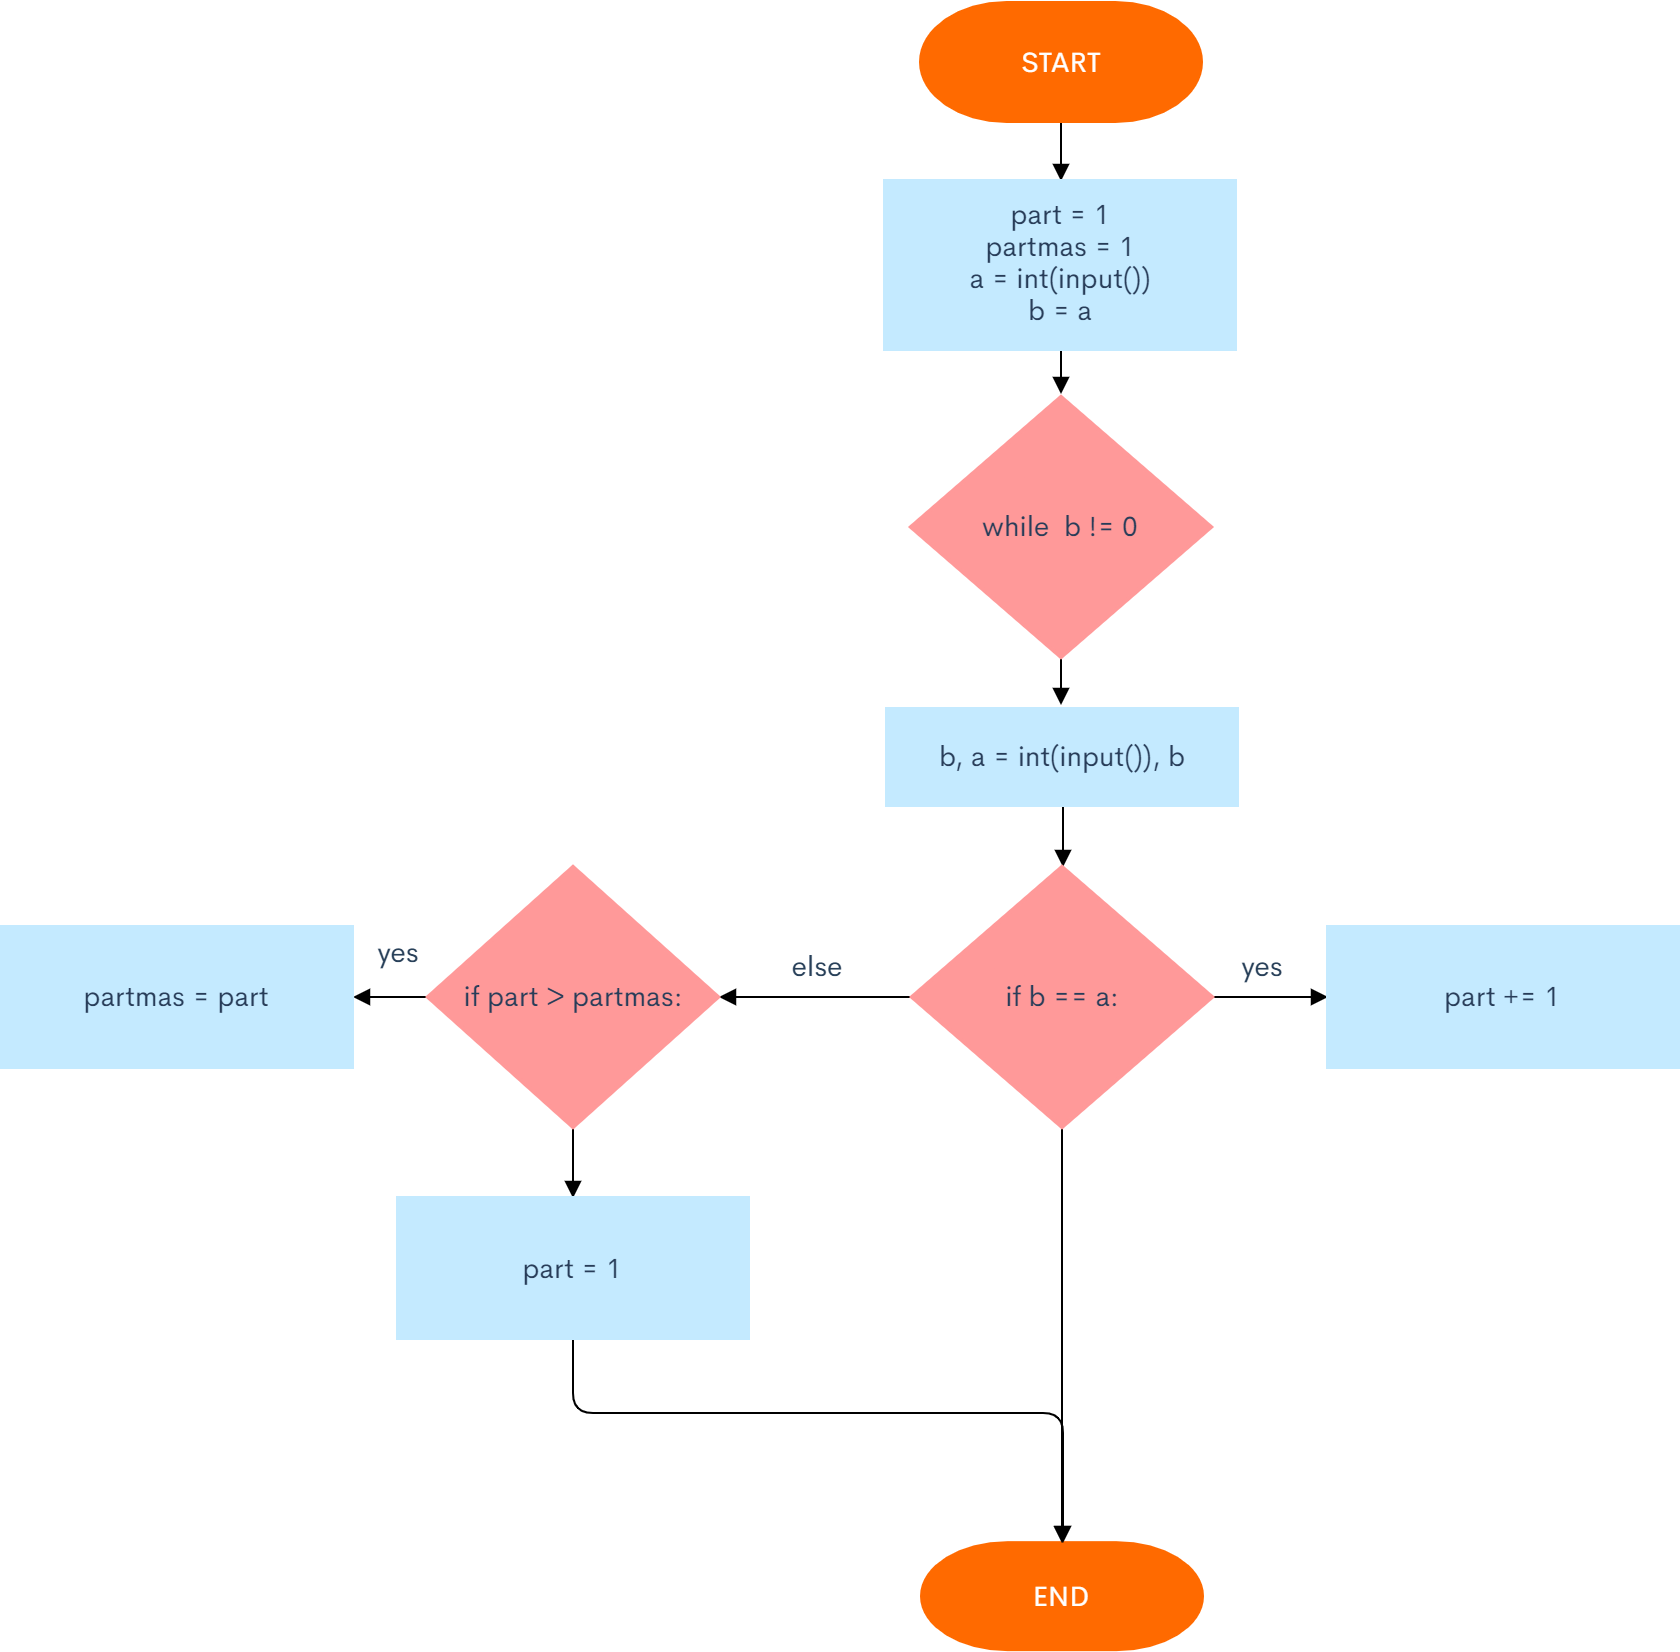 START
part = 1
partmas = 1
a = int(input())
b = a
while  b != 0
b, a = int(input()), b
yes
else
yes
partmas = part
if part > partmas:
if b == a:
part += 1
part = 1
END